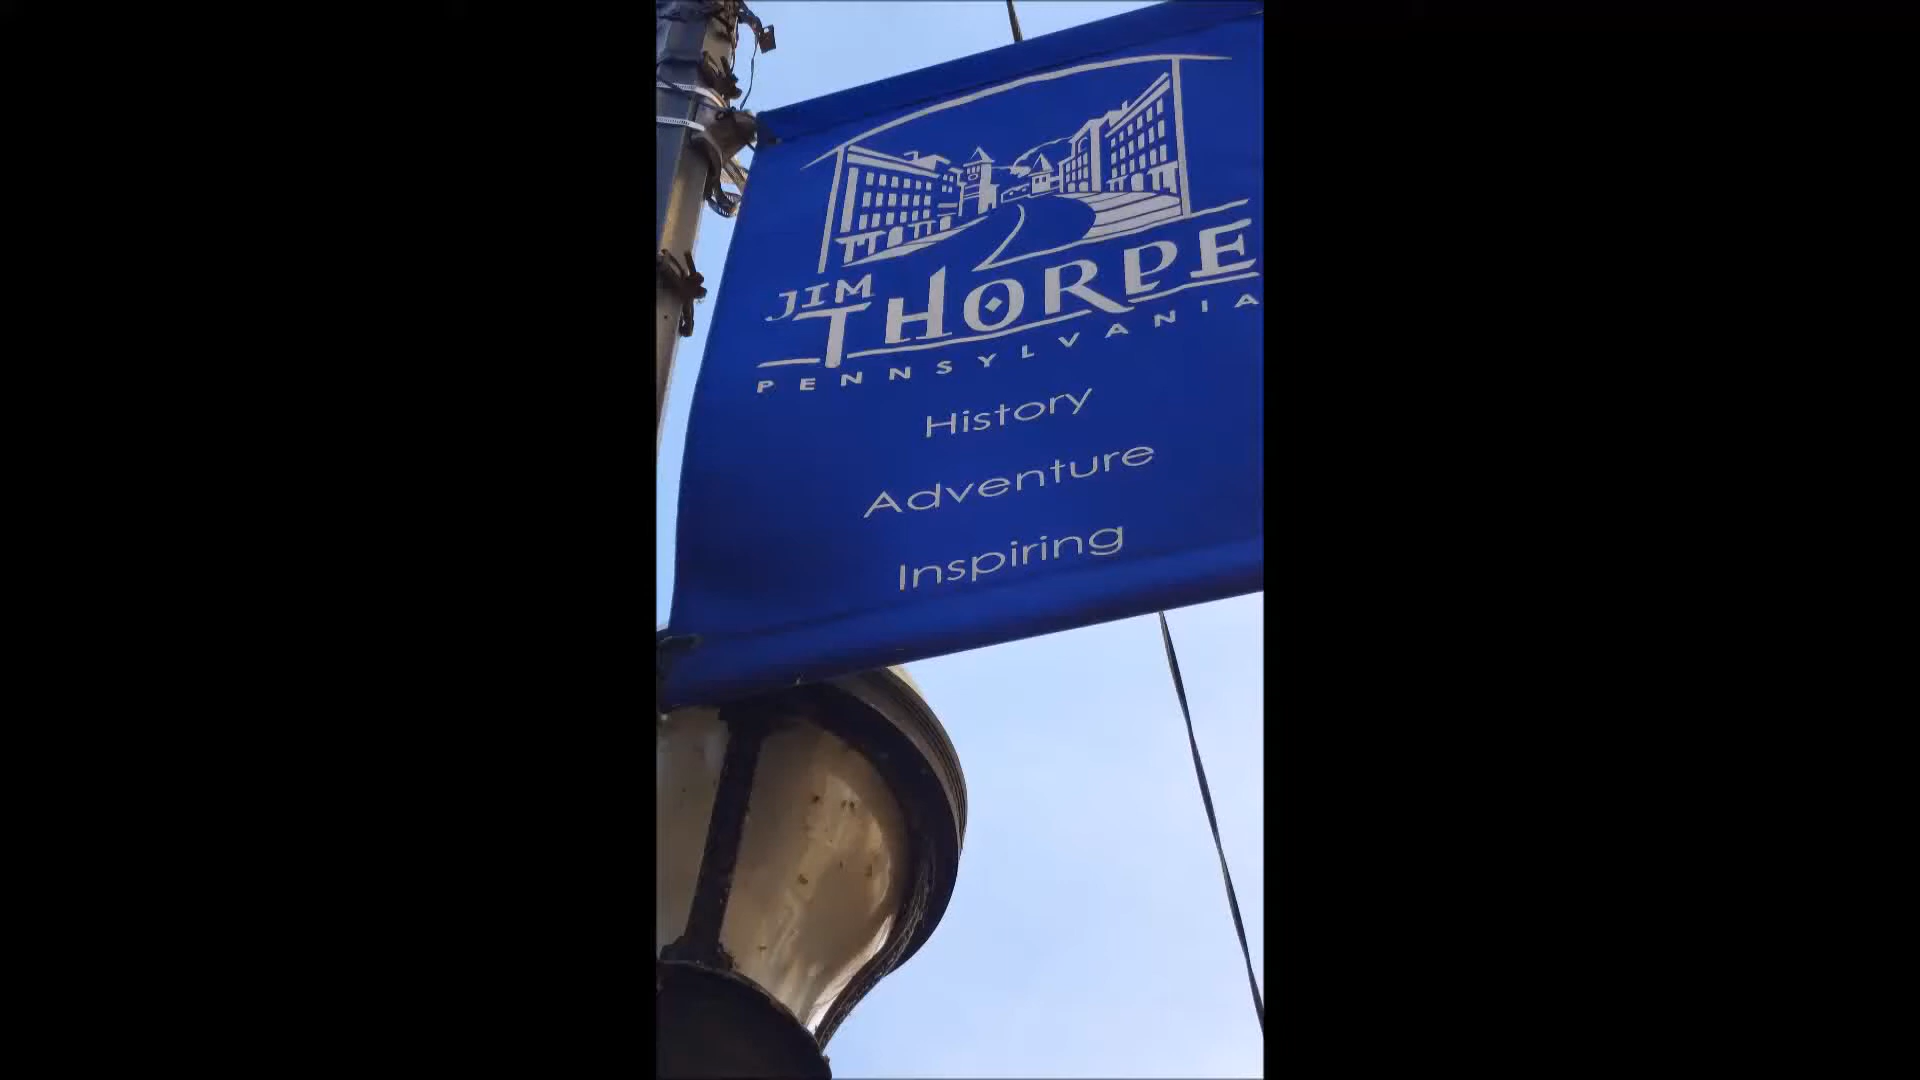 JIM
THORPE
PENNSYLVANIA
History
Adventure
Inspiring